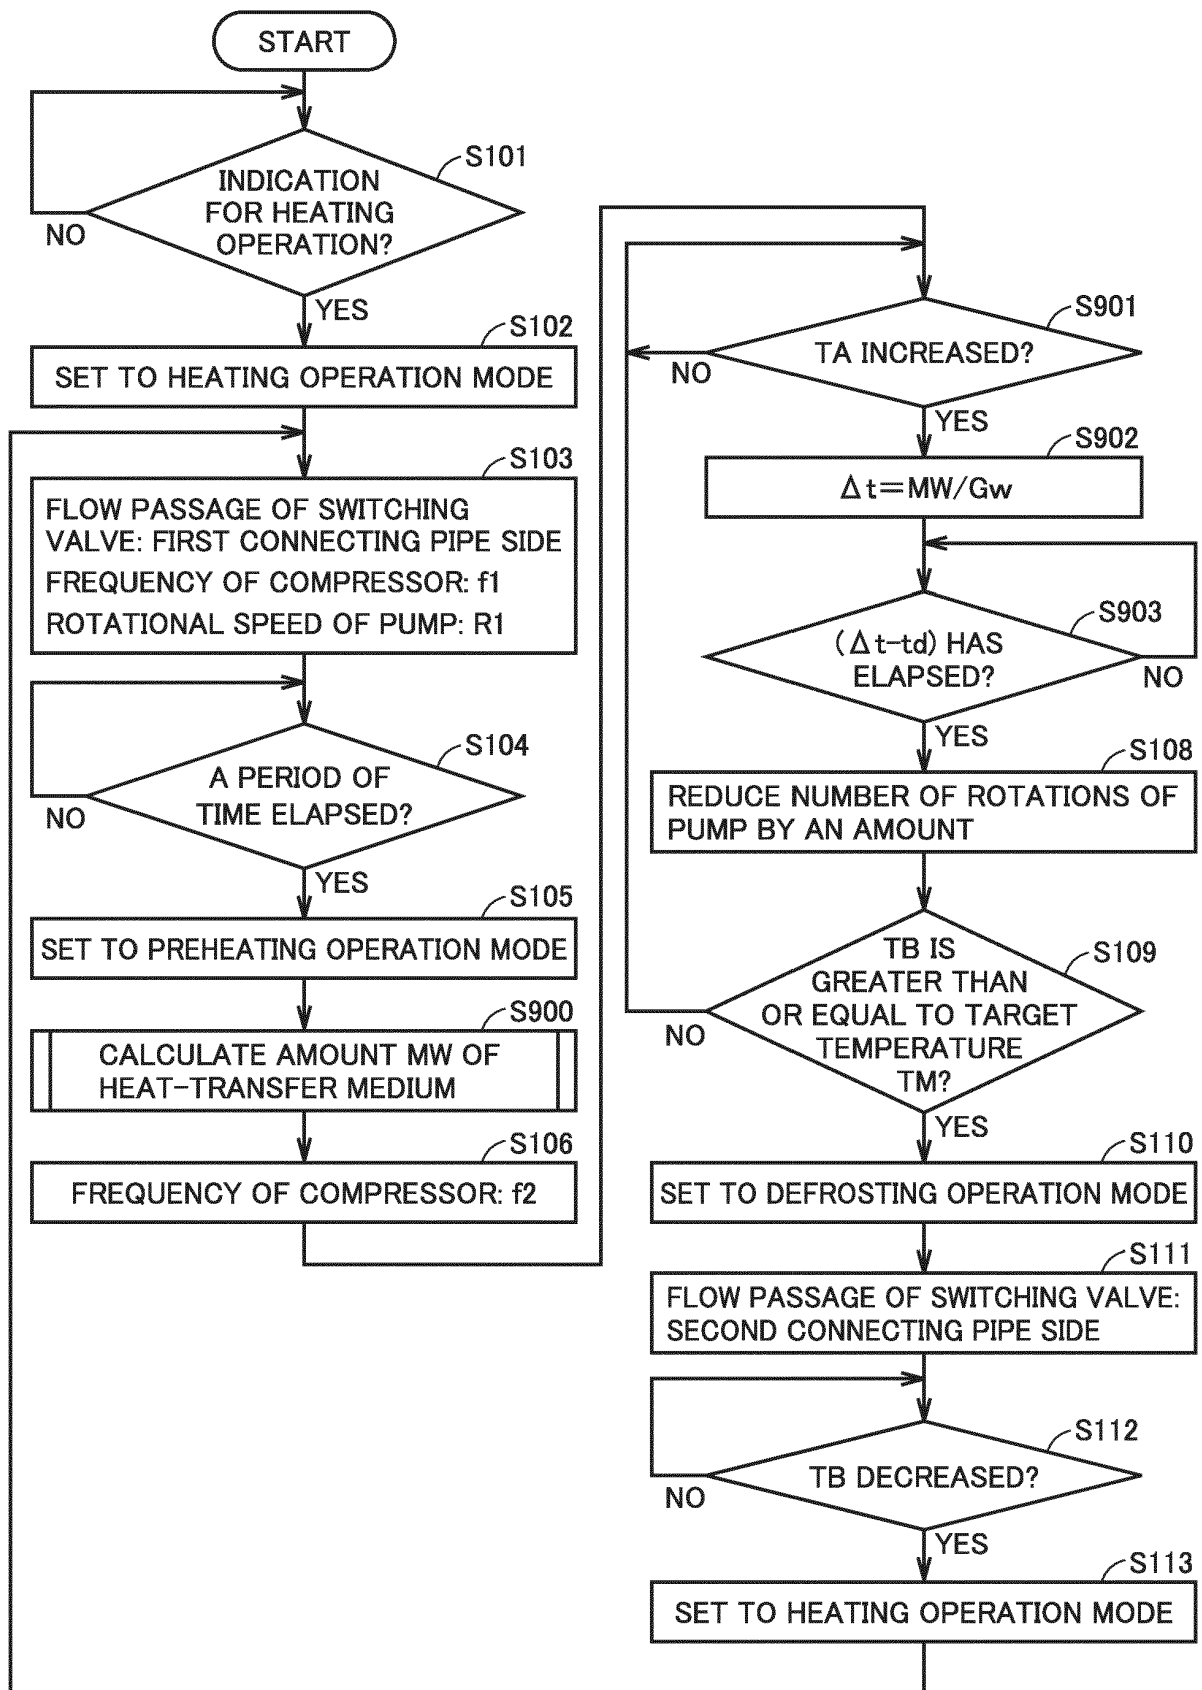 START
S101
INDICATION
FOR HEATING
OPERATION?
NO
YES
S102
SET TO HEATING OPERATION MODE
S103
FLOW PASSAGE OF SWITCHING
VALVE: FIRST CONNECTING PIPE SIDE
FREQUENCY OF COMPRESSOR: f1
ROTATIONAL SPEED OF PUMP: R1
S104
A PERIOD OF
TIME ELAPSED?
NO
YES
S105
SET TO PREHEATING OPERATION MODE
S900
CALCULATE AMOUNT MW OF
HEAT-TRANSFER MEDIUM
S106
FREQUENCY OF COMPRESSOR: f2
S901
TA INCREASED?
NO
YES
S902
Δt=MW/Gw
S903
(Δt-td) HAS
ELAPSED?
NO
YES
S108
REDUCE NUMBER OF ROTATIONS OF
PUMP BY AN AMOUNT
S109
TB IS
GREATER THAN
OR EQUAL TO TARGET
TEMPERATURE
TM?
NO
YES
S110
SET TO DEFROSTING OPERATION MODE
S111
FLOW PASSAGE OF SWITCHING VALVE:
SECOND CONNECTING PIPE SIDE
S112
TB DECREASED?
NO
YES
S113
SET TO HEATING OPERATION MODE